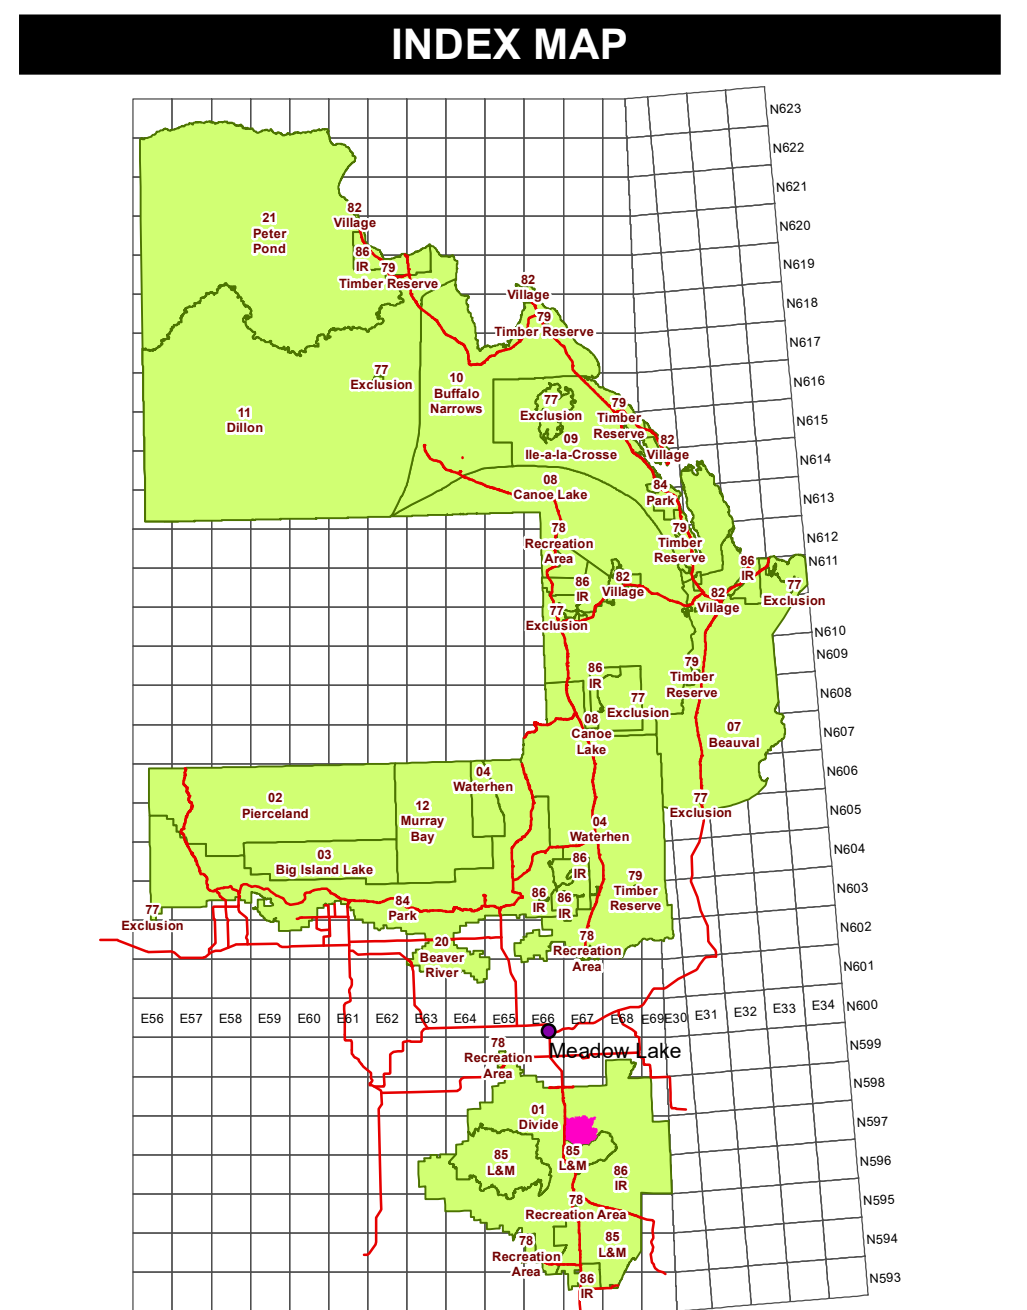 INDEX MAP
N623
N622
N621
N620
N619
N618
N617
N616
N615
N614
N613
N612
N611
N610
N609
N608
N607
N606
N605
N604
N603
N602
N601
N600
N599
N598
N597
N596
N595
N594
N593
82
Village
21
Peter
Pond
86
IR
79
Timber Reserve
82
Village
79
Timber Reserve
77
Exclusion
10
Buffalo
Narrows
11
Dillon
77
Exclusion
79
Timber
Reserve
09
Ile-a-la-Crosse
82
Village
08
Canoe Lake
84
Park
78
Recreation
Area
79
Timber
Reserve
86
IR
82
Village
86
IR
77
Exclusion
82
Village
77
Exclusion
86
IR
79
Timber
Reserve
77
Exclusion
08
Canoe
Lake
07
Beauval
04
Waterhen
02
Pierceland
12
Murray
Bay
77
Exclusion
04
Waterhen
03
Big Island Lake
86
IR
79
Timber
Reserve
86
IR
86
IR
84
Park
77
Exclusion
78
Recreation
Area
20
Beaver
River
E56 E57 E58 E59 E60 E61 E62 E63 E64 E65 E66 E67 E68 E69 E30 E31 E32 E33 E34
Meadow Lake
78
Recreation
Area
01
Divide
85
L&M
85
L&M
86
IR
78
Recreation Area
78
Recreation
Area
85
L&M
86
IR